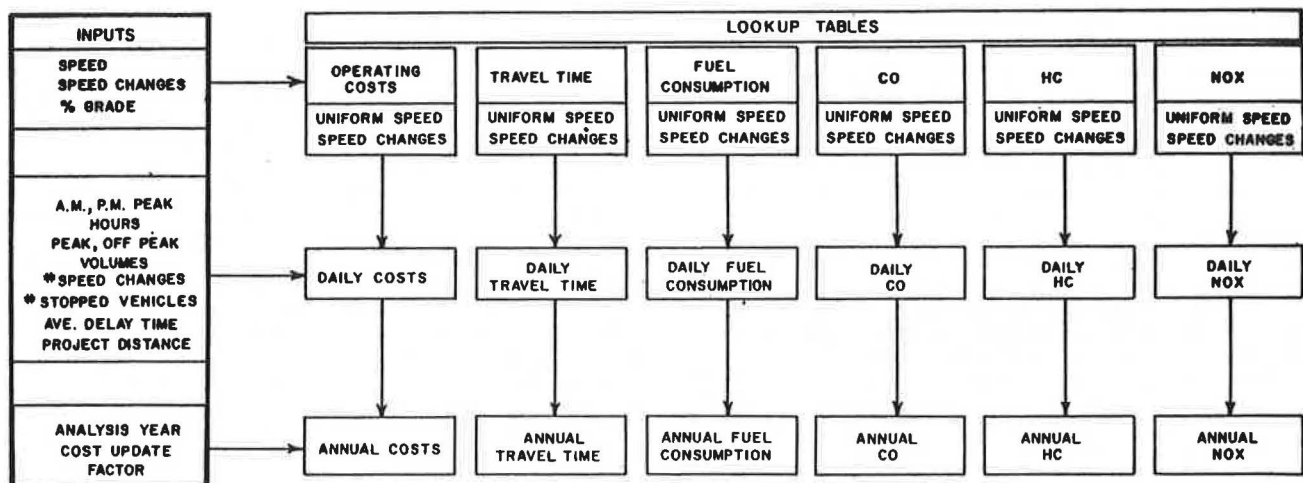 INPUTS
SPEED
SPEED CHANGES
% GRADE
A.M., P.M. PEAK
HOURS
PEAK, OFF PEAK
VOLUMES
*SPEED CHANGES
*STOPPED VEHICLES
AVE. DELAY TIME
PROJECT DISTANCE
ANALYSIS YEAR
COST UPDATE
FACTOR
LOOKUP TABLES
OPERATING
COSTS
UNIFORM SPEED
SPEED CHANGES
TRAVEL TIME
UNIFORM SPEED
SPEED CHANGES
FUEL
CONSUMPTION
UNIFORM SPEED
SPEED CHANGES
CO
UNIFORM SPEED
SPEED CHANGES
HC
UNIFORM SPEED
SPEED CHANGES
NOX
UNIFORM SPEED
SPEED CHANGES
DAILY COSTS
DAILY
TRAVEL TIME
DAILY FUEL
CONSUMPTION
DAILY
CO
DAILY
HC
DAILY
NOX
ANNUAL COSTS
ANNUAL
TRAVEL TIME
ANNUAL FUEL
CONSUMPTION
ANNUAL
CO
ANNUAL
HC
ANNUAL
NOX